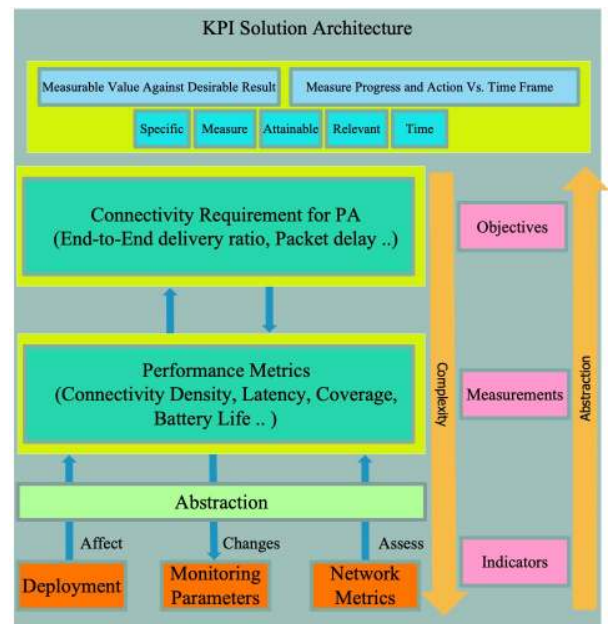 KPI Solution Architecture
Measurable Value Against Desirable Result
Measure Progress and Action Vs. Time Frame
Specific
Measure
Attainable
Relevant
Time
Connectivity Requirement for PA
(End-to-End delivery ratio, Packet delay ..)
Objectives
Performance Metrics
(Connectivity Density, Latency, Coverage,
Battery Life .. )
Complexity
Measurements
Abstraction
Abstraction
Affect
Changes
Assess
Deployment
Monitoring
Parameters
Network
Metrics
Indicators